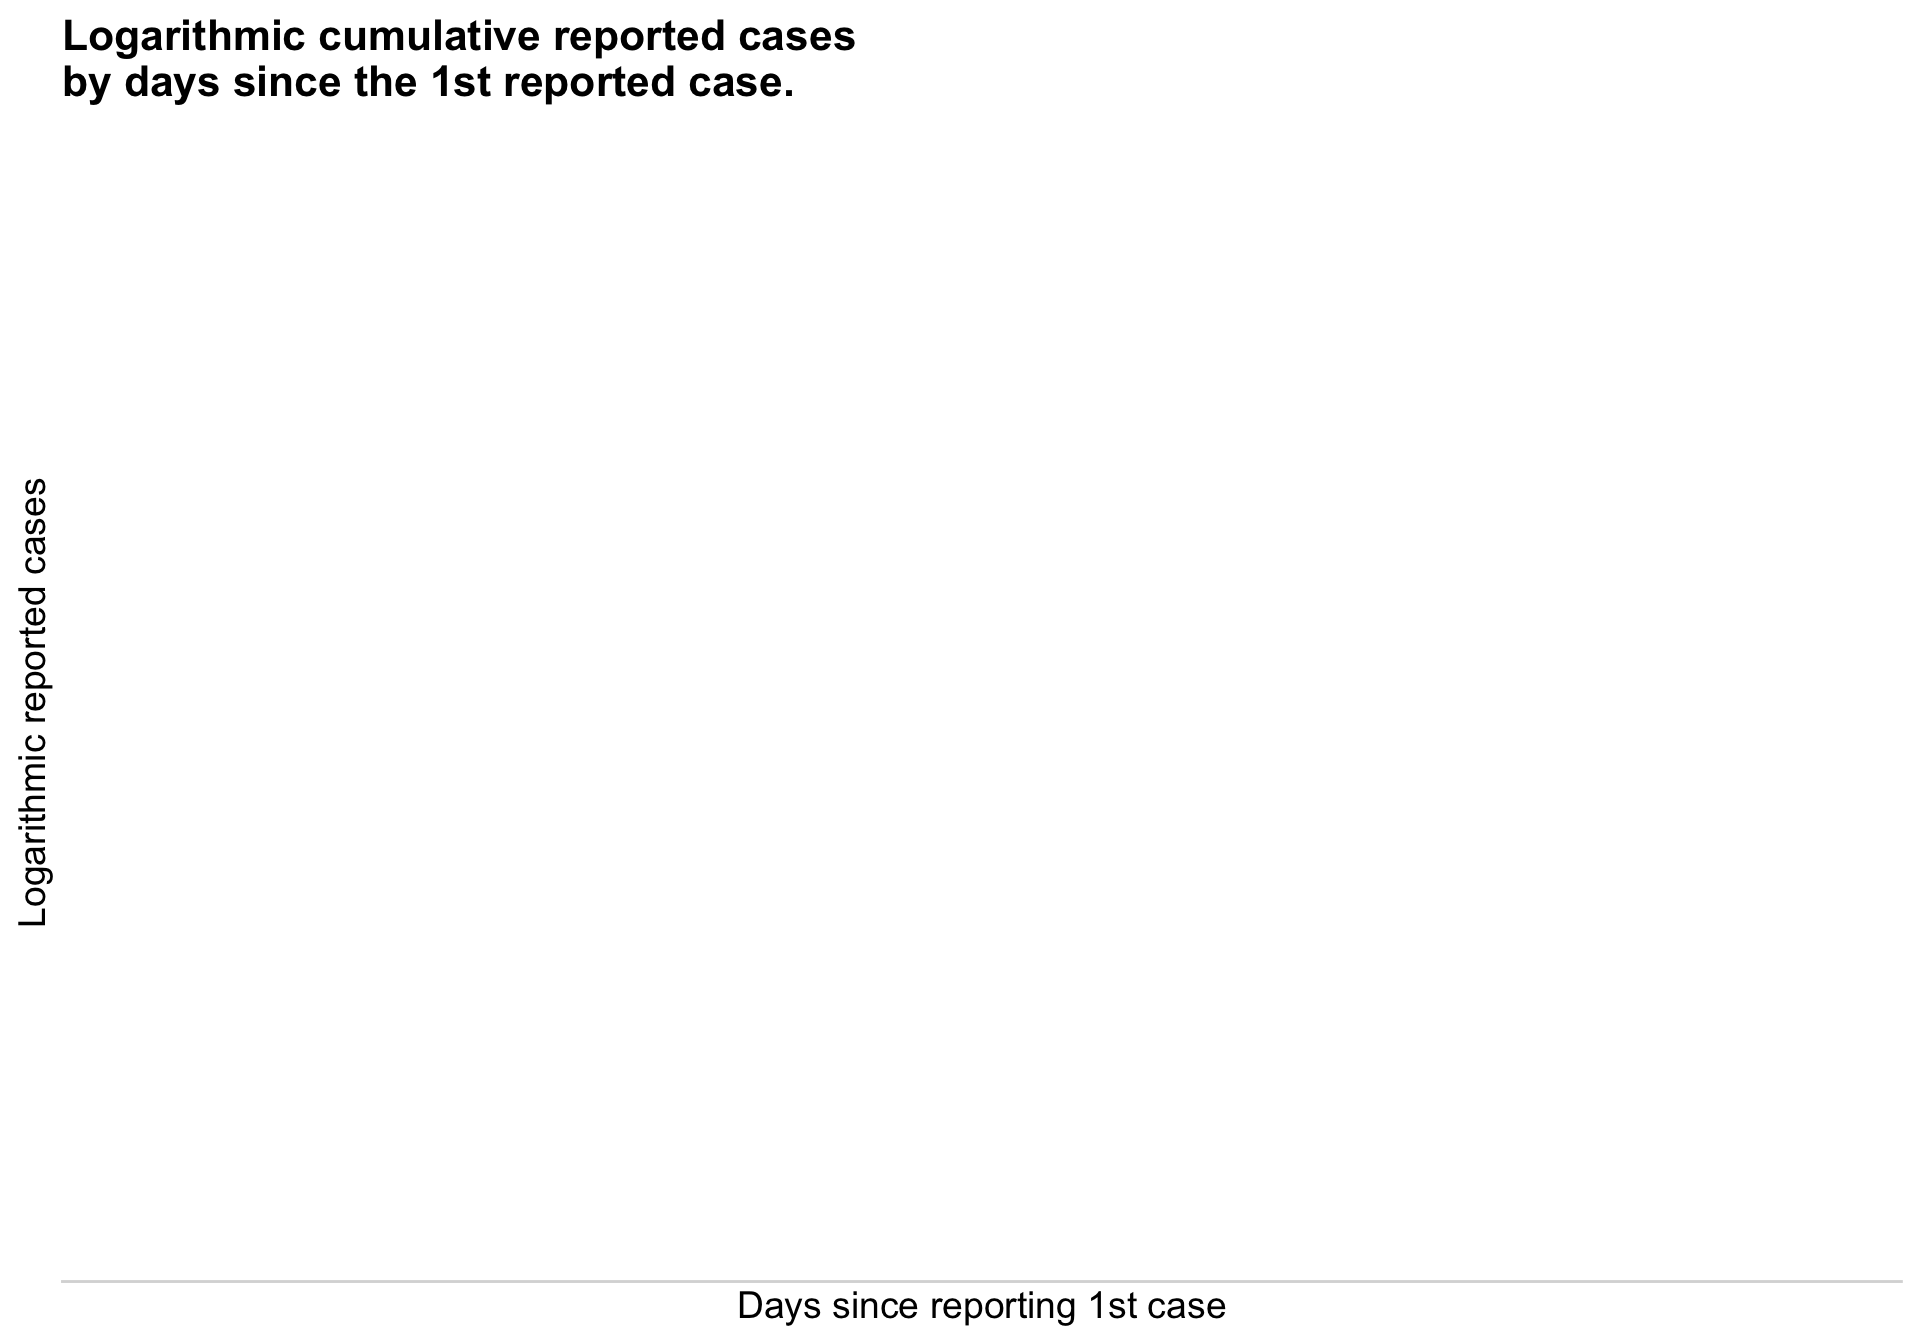 Logarithmic cumulative reported cases
by days since the 1st reported case.
Logarithmic reported cases
Days since reporting 1st case